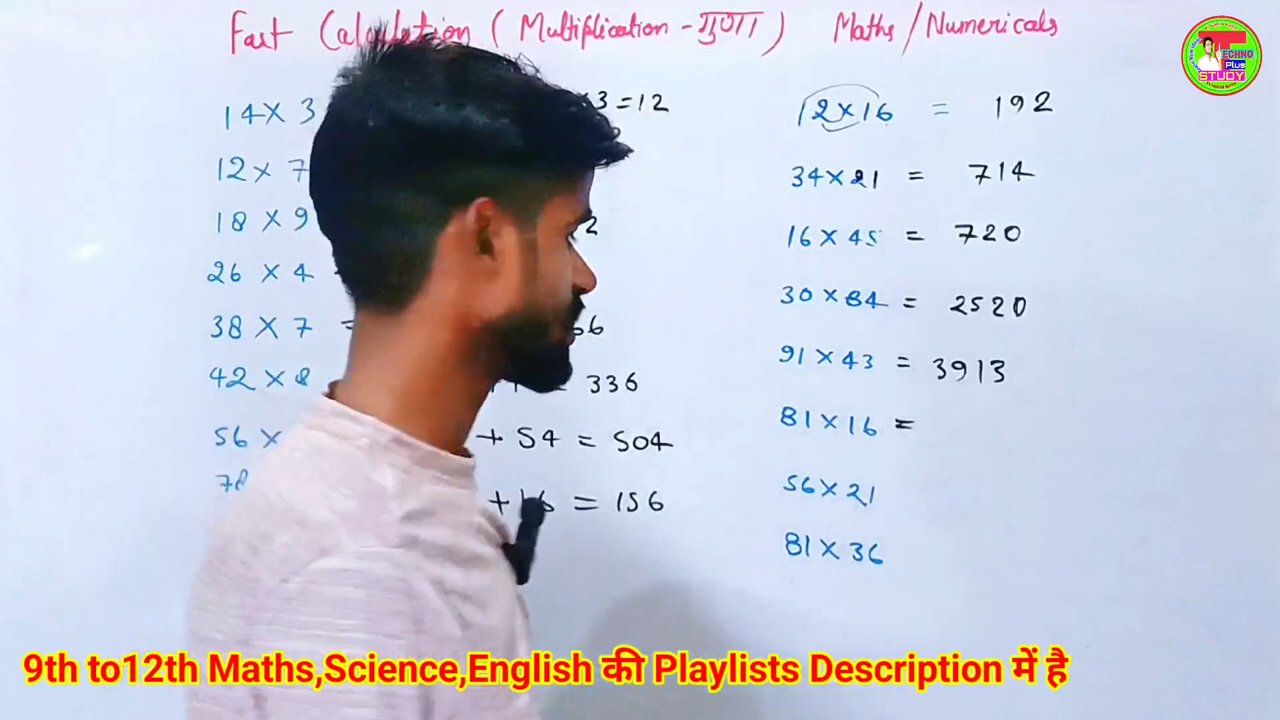 Fast Calculation (Multiplication - गुणा) Maths/Numericals
TECHNO
Plus
STUDY
14 × 3 ×3 = 12
12 × 7
18 × 9 2
26 × 4
38 × 7 = 66
42 × 8 = 336
56 × + 54 = 504
78 + 16 = 156
12 × 16 = 192
34 × 21 = 714
16 × 45 = 720
30 × 84 = 2520
91 × 43 = 3913
81 × 16 =
56 × 21
81 × 36
9th to12th Maths,Science,English की Playlists Description में है